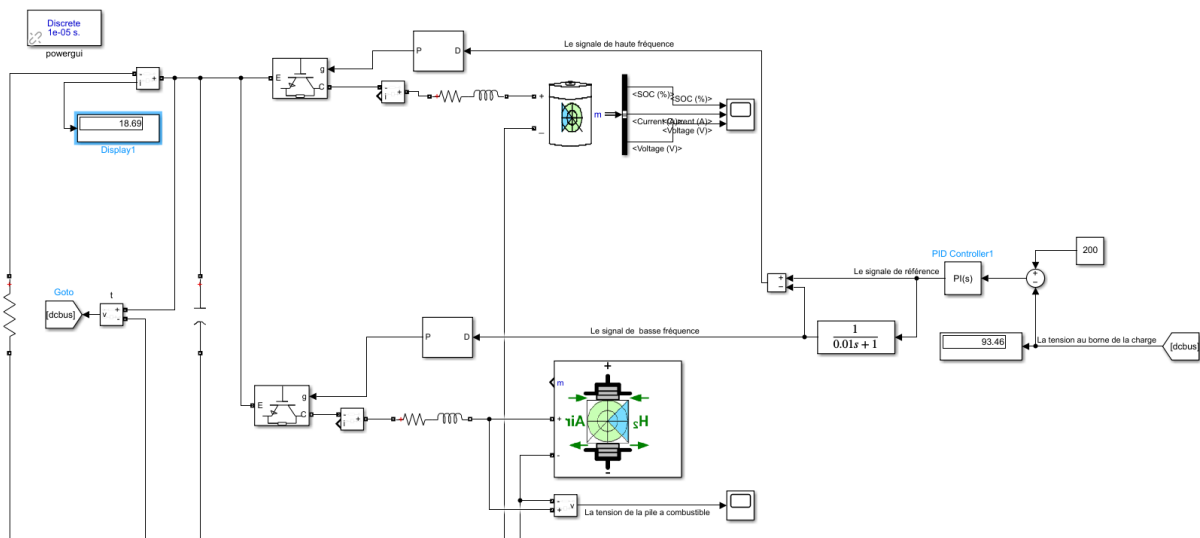 Discrete
1e-05 s.
powergui
Le signale de haute fréquence
P
D
- i +
18.69
Display1
E
g
C
- i +
+
_
m
<SOC (%)>
<SOC (%)>
<Current (A)>
<Current (A)>
<Voltage (V)>
<Voltage (V)>
200
PID Controller1
PI(s)
+
−
Le signale de référence
+
−
Goto
[dcbus]
t
v
+
-
Le signal de  basse fréquence
P
D
1
0.01s + 1
93.46
La tension au borne de la charge
[dcbus]
E
g
C
- i +
m
+
Air
H2
+
-
-
-
+
v
La tension de la pile a combustible